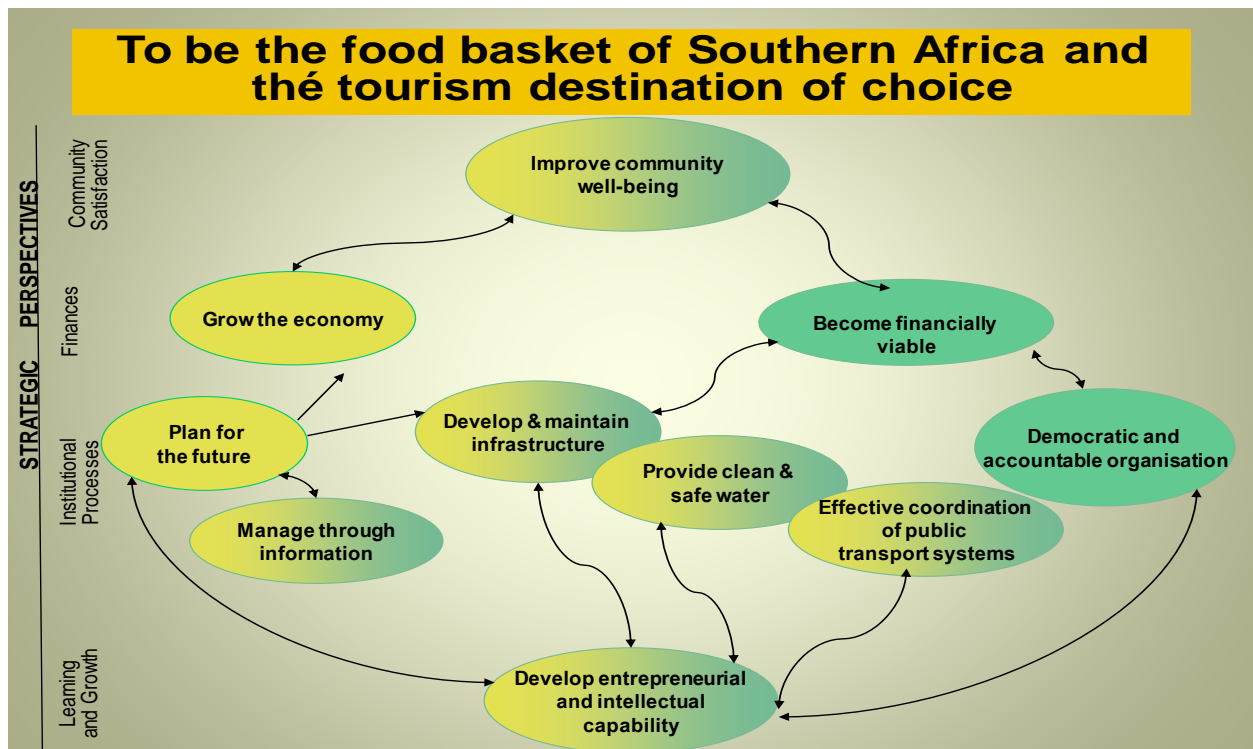 To be the food basket of Southern Africa and
thé tourism destination of choice
STRATEGIC PERSPECTIVES
Community
Satisfaction
Improve community
well-being
Finances
Grow the economy
Become financially
viable
Institutional
Processes
Plan for
the future
Develop & maintain
infrastructure
Democratic and
accountable organisation
Provide clean &
safe water
Manage through
information
Effective coordination
of public
transport systems
Learning
and Growth
Develop entrepreneurial
and intellectual
capability